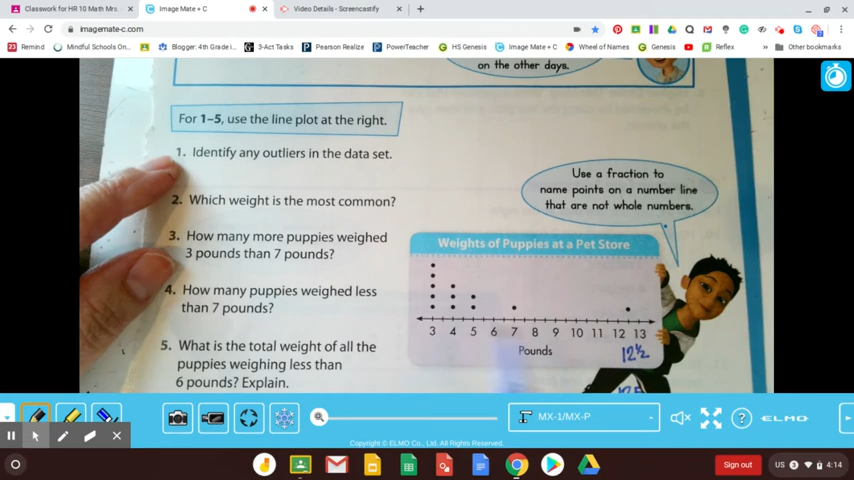 Classwork for HR 10 Math Mrs.
Image Mate + C
Video Details - Screencastify
imagemate-c.com
23 Remind
Mindful Schools On...
Blogger: 4th Grade i...
3-Act Tasks
Pearson Realize
PowerTeacher
HS Genesis
Image Mate + C
Wheel of Names
Genesis
Reflex
Other bookmarks
on the other days.
For 1–5, use the line plot at the right.
1. Identify any outliers in the data set.
2. Which weight is the most common?
3. How many more puppies weighed
3 pounds than 7 pounds?
4. How many puppies weighed less
than 7 pounds?
5. What is the total weight of all the
puppies weighing less than
6 pounds? Explain.
Use a fraction to
name points on a number line
that are not whole numbers.
Weights of Puppies at a Pet Store
3 4 5 6 7 8 9 10 11 12 13
Pounds
12½
MX-1/MX-P
ELMO
Copyright © ELMO Co., Ltd. All Rights Reserved.
Sign out
US 3 4:14